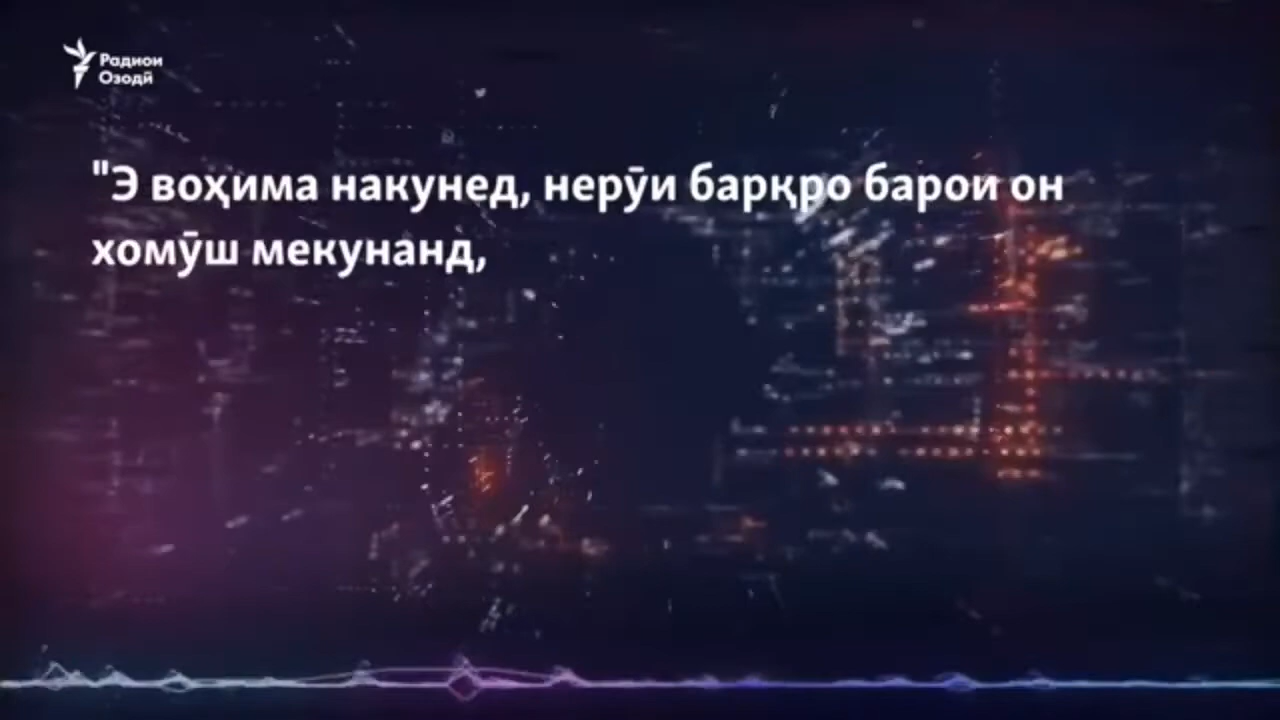 Радиои
Озодӣ
"Э воҳима накунед, нерӯи барқро барои он
хомӯш мекунанд,